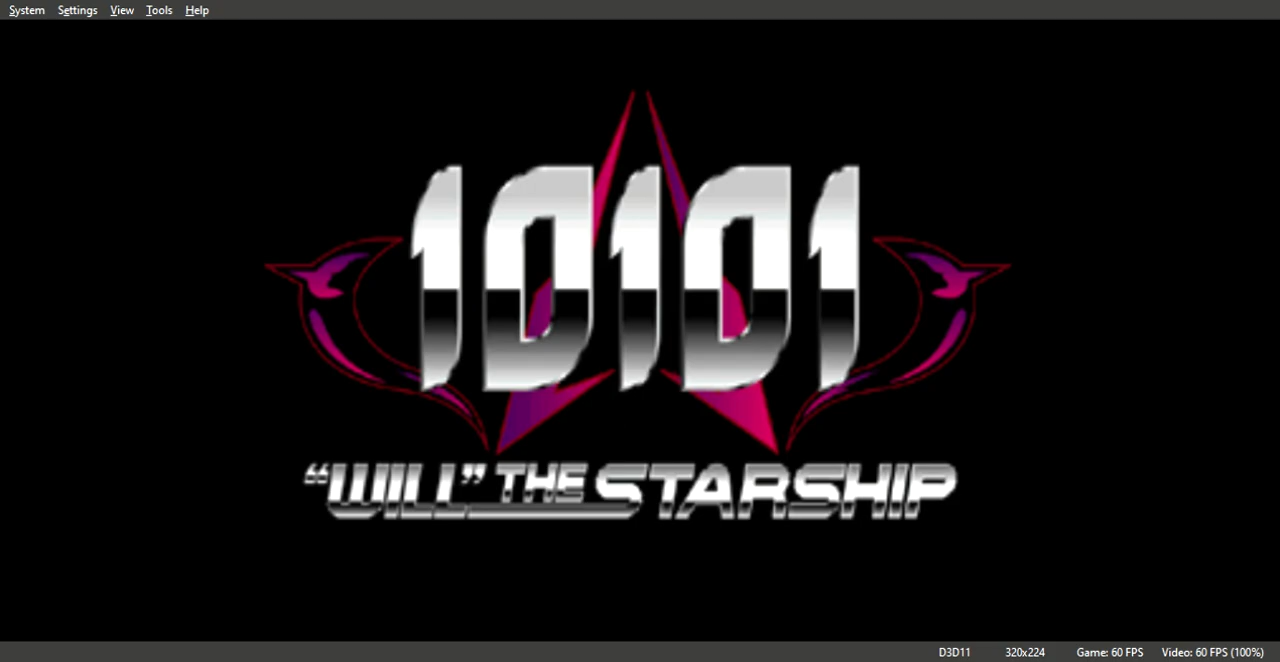 System Settings View Tools Help
10101
“WILL” THE STARSHIP
D3D11 320x224 Game: 60 FPS Video: 60 FPS (100%)